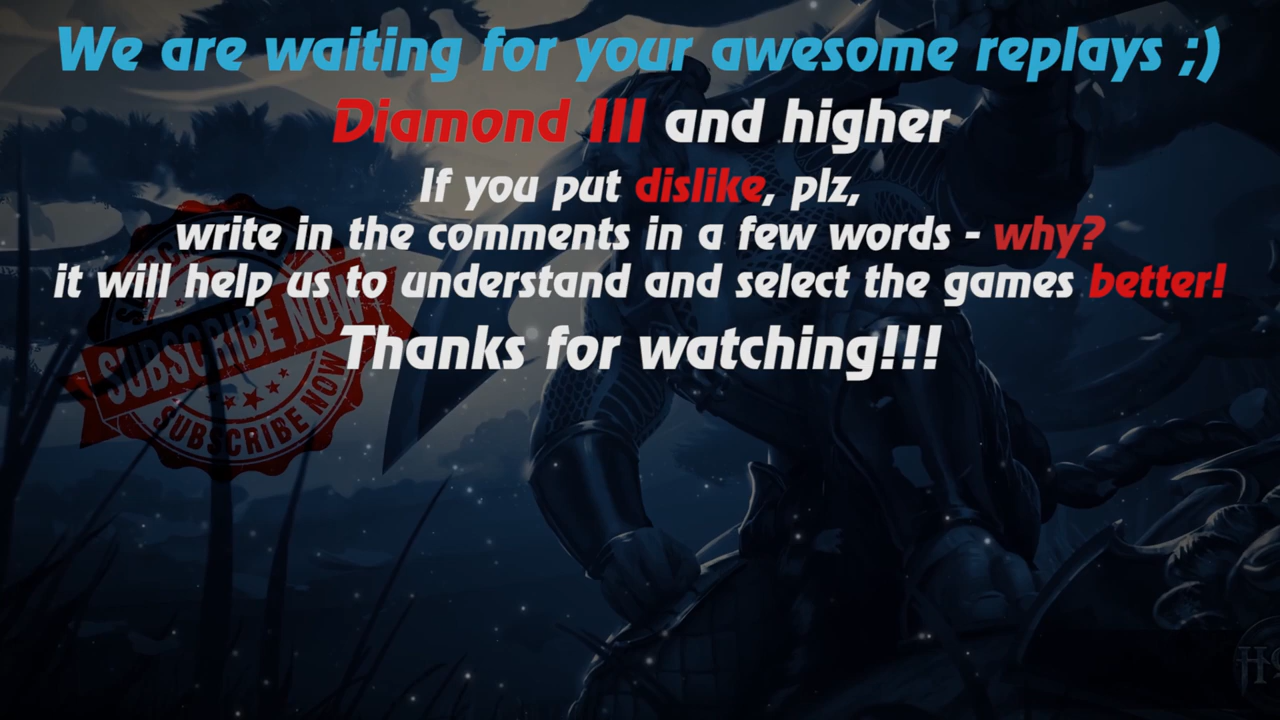 We are waiting for your awesome replays ;)
Diamond III and higher
If you put dislike, plz,
write in the comments in a few words - why?
it will help us to understand and select the games better!
Thanks for watching!!!
SUBSCRIBE NOW
SUBSCRIBE NOW